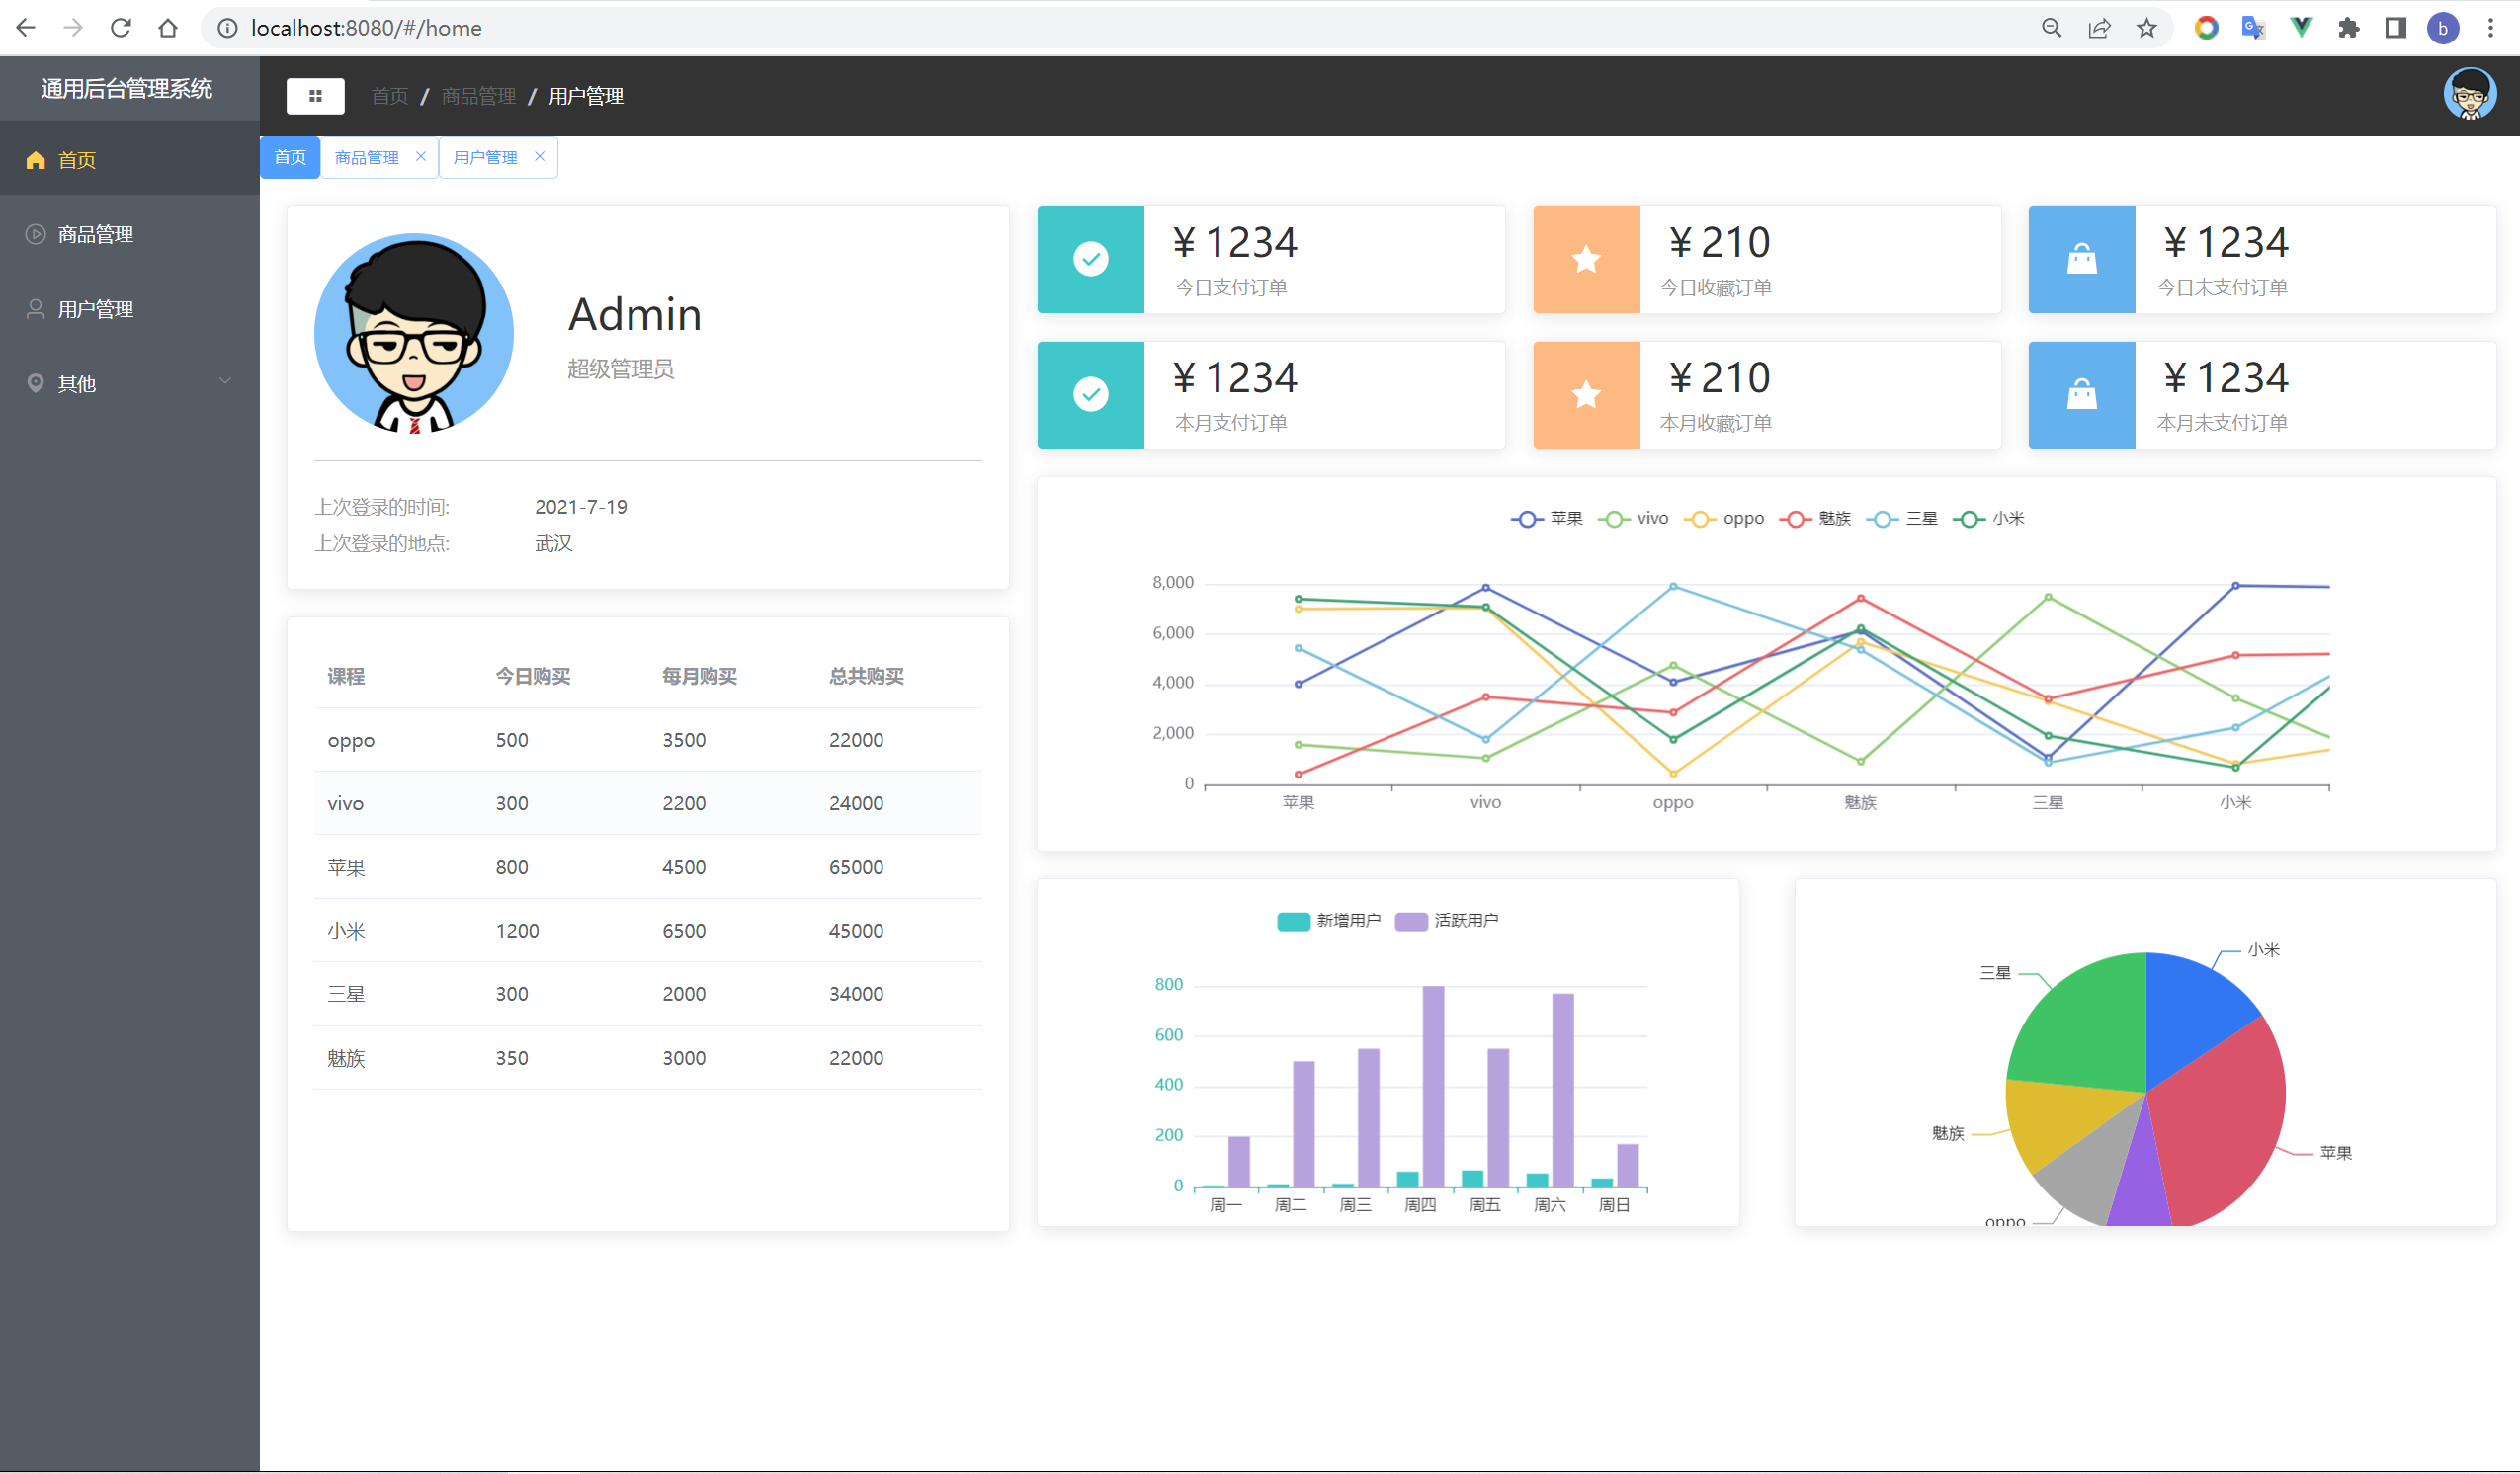 localhost:8080/#/home
b
通用后台管理系统
首页
商品管理
用户管理
其他
首页 / 商品管理 / 用户管理
首页 商品管理 用户管理
Admin
超级管理员
上次登录的时间: 2021-7-19
上次登录的地点: 武汉
课程 今日购买 每月购买 总共购买
oppo 500 3500 22000
vivo 300 2200 24000
苹果 800 4500 65000
小米 1200 6500 45000
三星 300 2000 34000
魅族 350 3000 22000
¥ 1234
今日支付订单
¥ 210
今日收藏订单
¥ 1234
今日未支付订单
¥ 1234
本月支付订单
¥ 210
本月收藏订单
¥ 1234
本月未支付订单
苹果 vivo oppo 魅族 三星 小米
8,000
6,000
4,000
2,000
0
苹果 vivo oppo 魅族 三星 小米
新增用户 活跃用户
800
600
400
200
0
周一 周二 周三 周四 周五 周六 周日
小米
三星
魅族
苹果
oppo